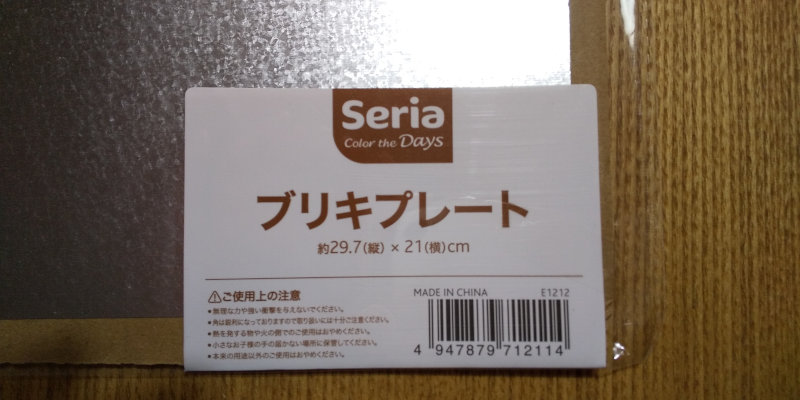 Seria
Color the Days
ブリキプレート
約29.7(縦) × 21(横)cm
⚠ご使用上の注意
•無理な力や強い衝撃を与えないでください。
•角は鋭利になっておりますので取り扱いには十分ご注意ください。
•熱を発する物や火の側でのご使用はおやめください。
•小さなお子様の手の届かない場所に保管してください。
•本来の用途以外のご使用はおやめください。
MADE IN CHINA E1212
4 947879 712114